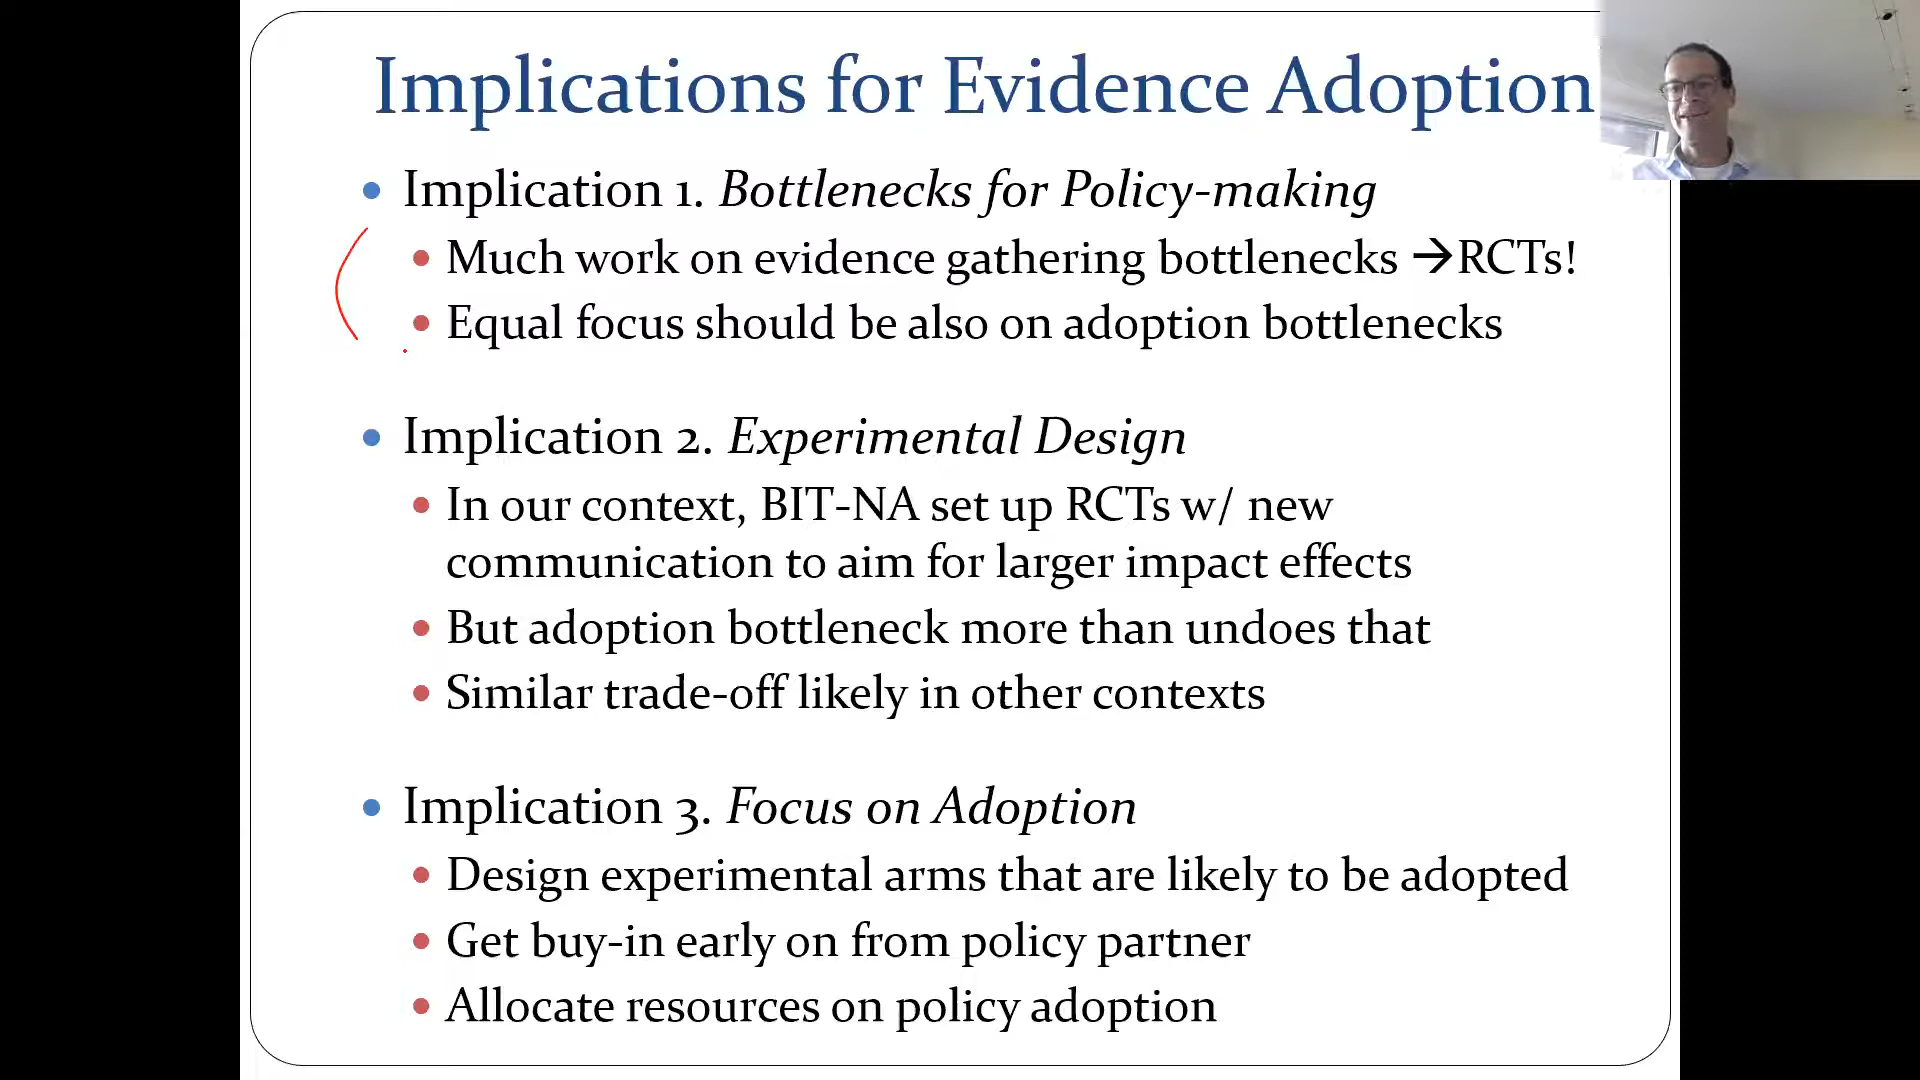 Implications for Evidence Adoption
• Implication 1. Bottlenecks for Policy-making
• Much work on evidence gathering bottlenecks →RCTs!
• Equal focus should be also on adoption bottlenecks
• Implication 2. Experimental Design
• In our context, BIT-NA set up RCTs w/ new
communication to aim for larger impact effects
• But adoption bottleneck more than undoes that
• Similar trade-off likely in other contexts
• Implication 3. Focus on Adoption
• Design experimental arms that are likely to be adopted
• Get buy-in early on from policy partner
• Allocate resources on policy adoption